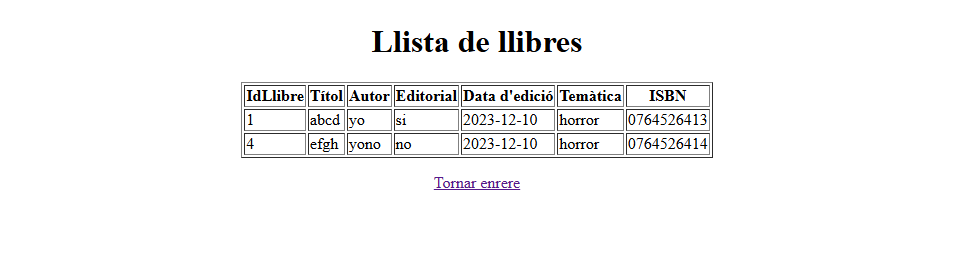 Llista de llibres
IdLlibre Títol Autor Editorial Data d'edició Temàtica ISBN
1 abcd yo si 2023-12-10 horror 0764526413
4 efgh yono no 2023-12-10 horror 0764526414
Tornar enrere